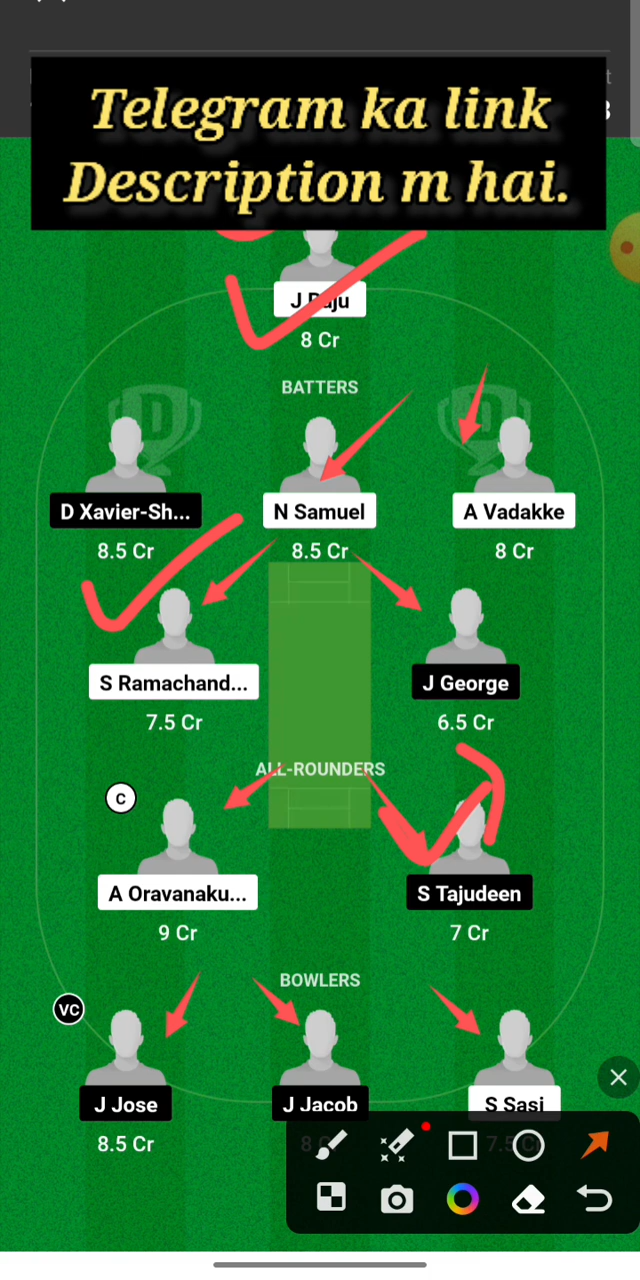 Telegram ka link
Description m hai.
J Raju
8 Cr
BATTERS
D Xavier-Sh... N Samuel A Vadakke
8.5 Cr 8.5 Cr 8 Cr
S Ramachand... J George
7.5 Cr 6.5 Cr
ALL-ROUNDERS
C
A Oravanaku... S Tajudeen
9 Cr 7 Cr
BOWLERS
VC
J Jose J Jacob S Sasi
8.5 Cr